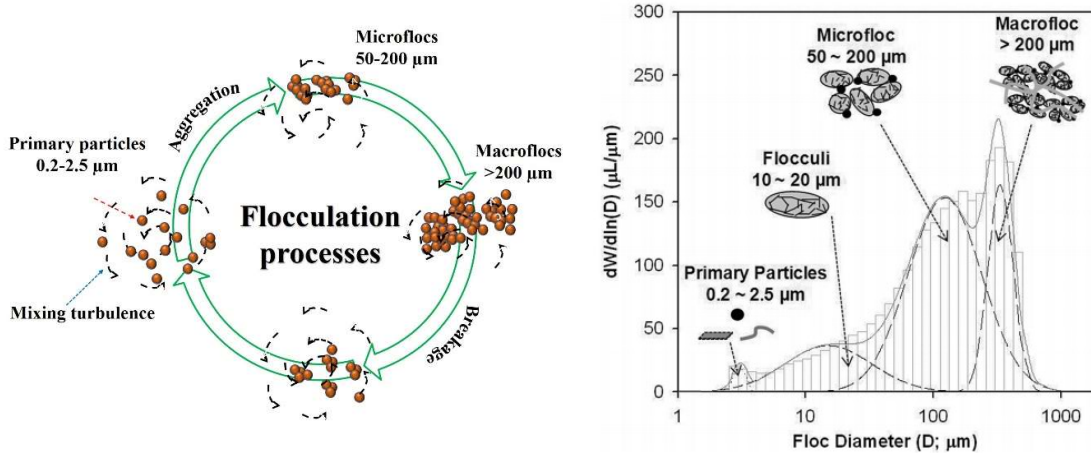 Microflocs
50-200 µm
Aggregation
Primary particles
0.2-2.5 µm
Macroflocs
>200 µm
Flocculation
processes
Mixing turbulence
Breakage
dW/dln(D) (µL/µm)
300
250
200
150
100
50
0
Microfloc
50 ~ 200 µm
Macrofloc
> 200 µm
Flocculi
10 ~ 20 µm
Primary Particles
0.2 ~ 2.5 µm
1
10
100
1000
Floc Diameter (D; µm)